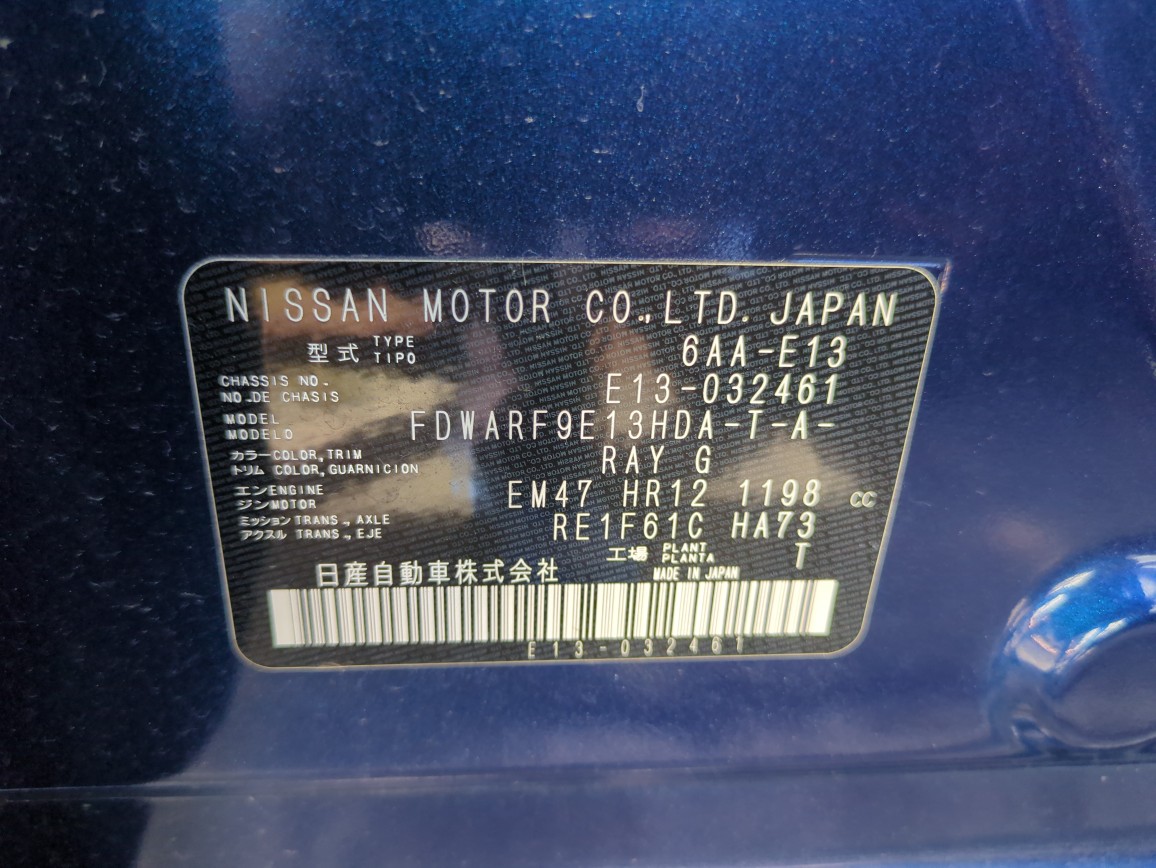 NISSAN MOTOR CO.,LTD. JAPAN
型式 TYPE TIPO 6AA-E13
CHASSIS NO.
NO.DE CHASIS E13-032461
MODEL
MODELO FDWARF9E13HDA-T-A-
カラー COLOR,TRIM
トリム COLOR,GUARNICION RAY G
エンジン ENGINE MOTOR EM47 HR12 1198 cc
ミッション TRANS., AXLE
アクスル TRANS., EJE RE1F61C HA73
工場 PLANT PLANTA T
日産自動車株式会社 MADE IN JAPAN
E13-032461